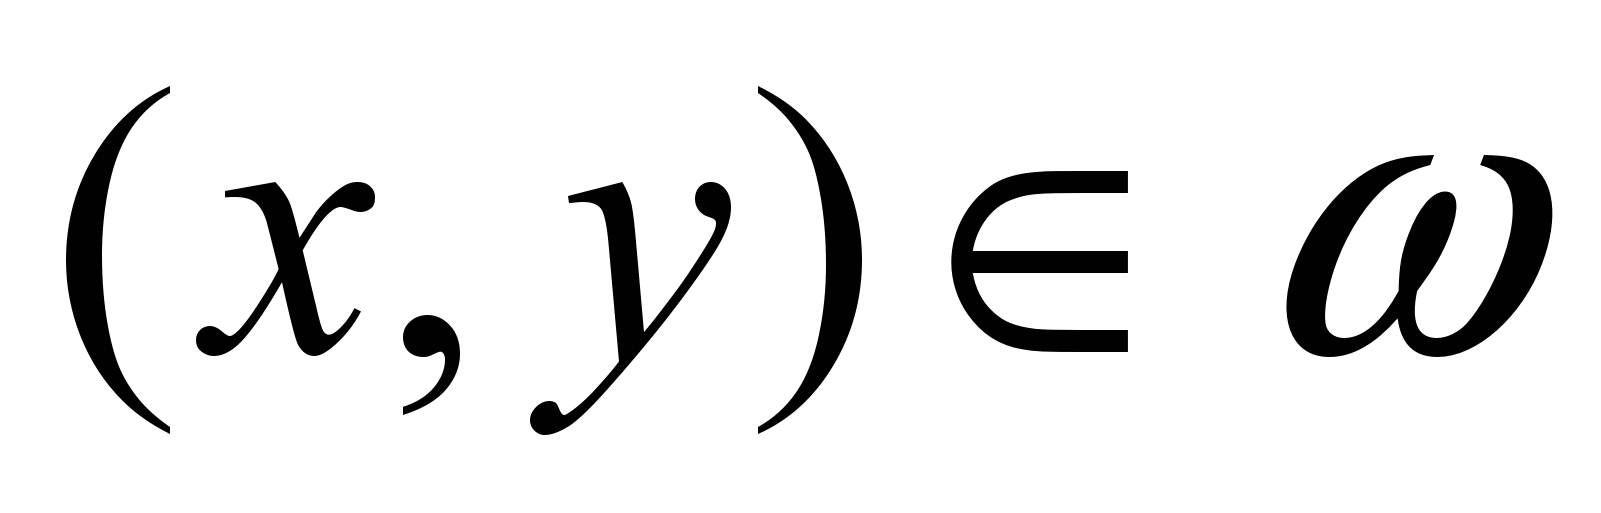 (x, y) ∈ ω